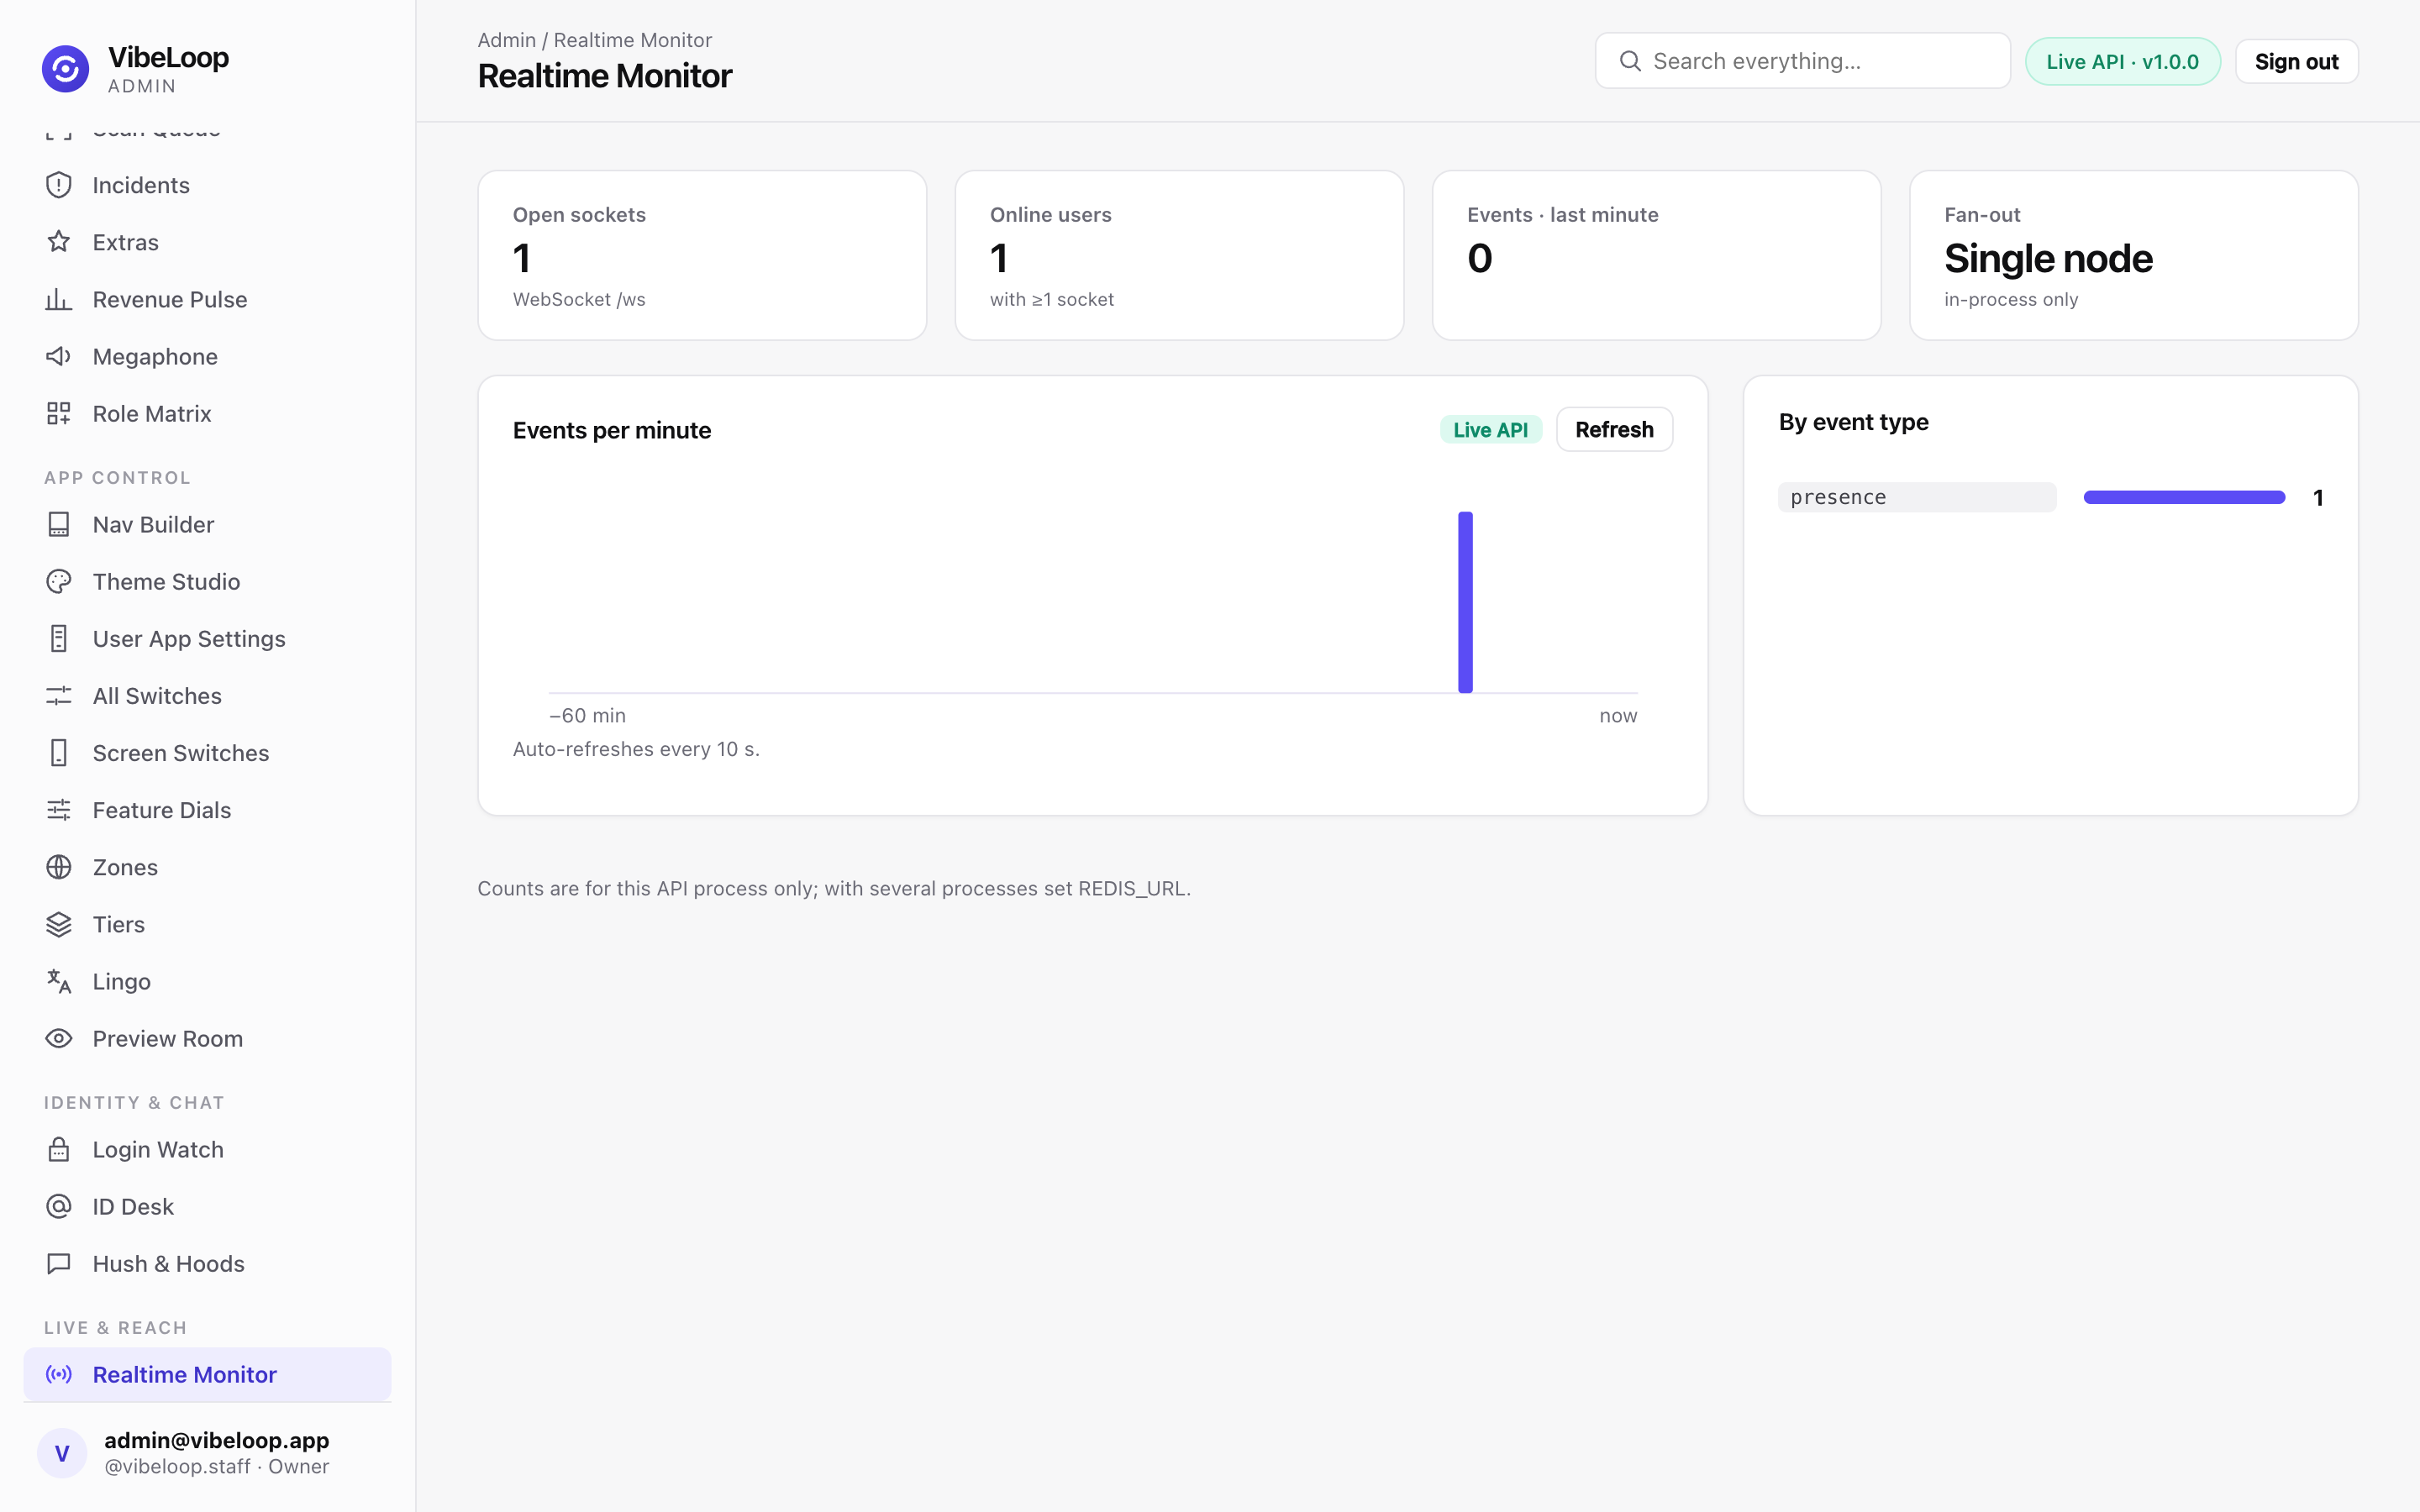 VibeLoop
ADMIN
Scan Queue
Incidents
Extras
Revenue Pulse
Megaphone
Role Matrix
APP CONTROL
Nav Builder
Theme Studio
User App Settings
All Switches
Screen Switches
Feature Dials
Zones
Tiers
Lingo
Preview Room
IDENTITY & CHAT
Login Watch
ID Desk
Hush & Hoods
LIVE & REACH
Realtime Monitor
V
admin@vibeloop.app
@vibeloop.staff · Owner
Admin / Realtime Monitor
Realtime Monitor
Search everything...
Live API · v1.0.0
Sign out
Open sockets
1
WebSocket /ws
Online users
1
with ≥1 socket
Events · last minute
0
Fan-out
Single node
in-process only
Events per minute
Live API
Refresh
−60 min
now
Auto-refreshes every 10 s.
By event type
presence
1
Counts are for this API process only; with several processes set REDIS_URL.